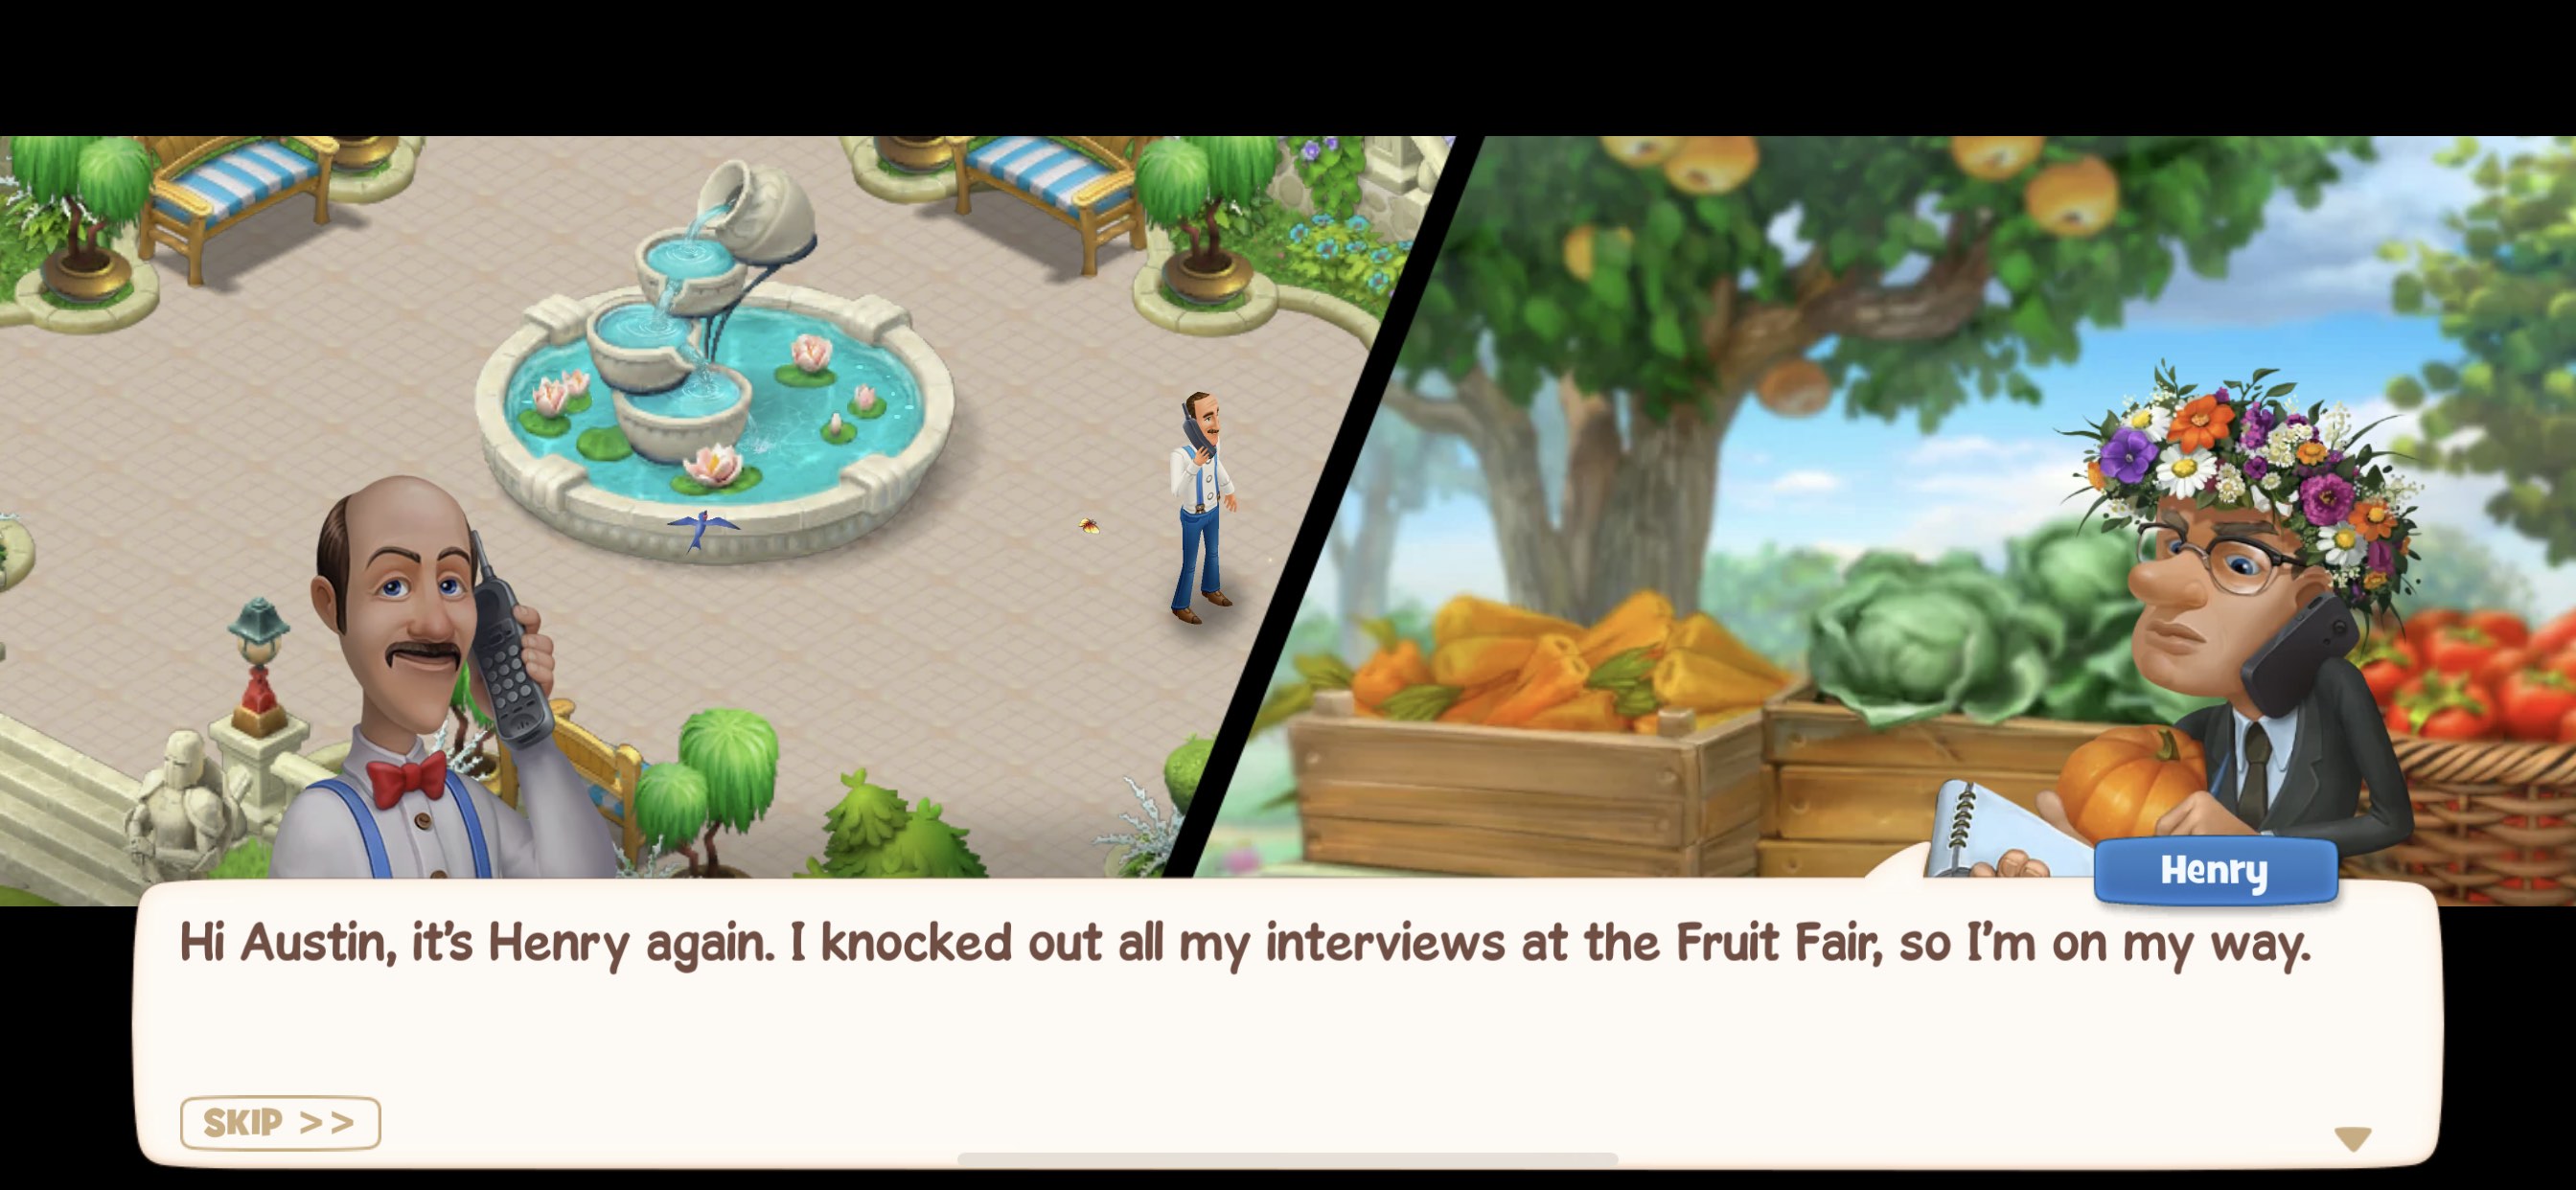 Henry
Hi Austin, it's Henry again. I knocked out all my interviews at the Fruit Fair, so I'm on my way.
SKIP >>